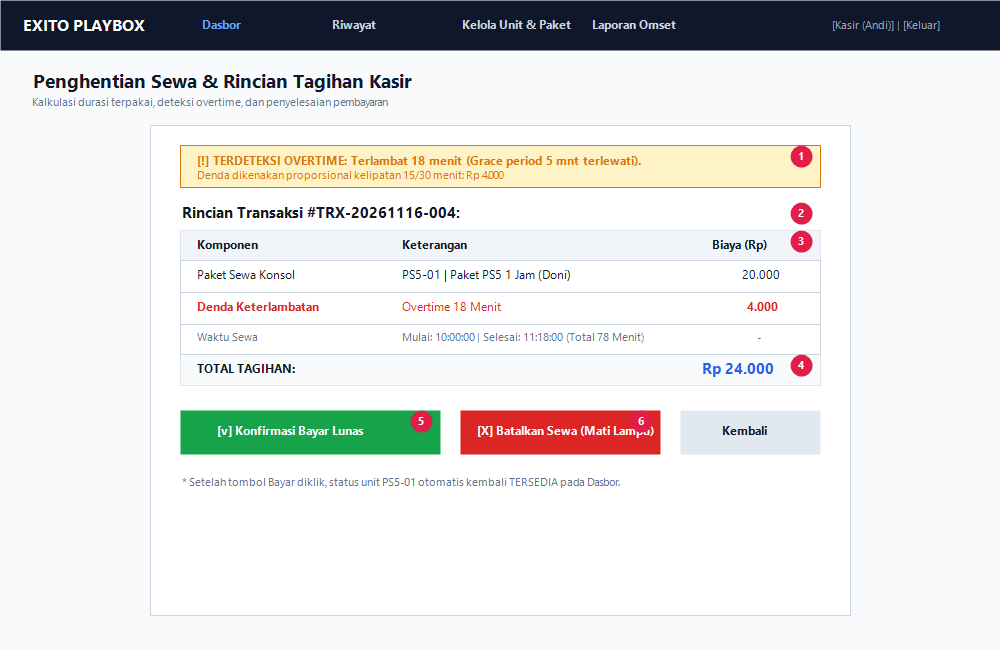 EXITO PLAYBOX Dasbor Riwayat Kelola Unit & Paket Laporan Omset [Kasir (Andi)] | [Keluar]
Penghentian Sewa & Rincian Tagihan Kasir
Kalkulasi durasi terpakai, deteksi overtime, dan penyelesaian pembayaran
[!] TERDETEKSI OVERTIME: Terlambat 18 menit (Grace period 5 mnt terlewati). 1
Denda dikenakan proporsional kelipatan 15/30 menit: Rp 4.000
Rincian Transaksi #TRX-20261116-004: 2
Komponen Keterangan Biaya (Rp) 3
Paket Sewa Konsol PS5-01 | Paket PS5 1 Jam (Doni) 20.000
Denda Keterlambatan Overtime 18 Menit 4.000
Waktu Sewa Mulai: 10:00:00 | Selesai: 11:18:00 (Total 78 Menit) -
TOTAL TAGIHAN: Rp 24.000 4
[v] Konfirmasi Bayar Lunas 5 [X] Batalkan Sewa (Mati Lampu) 6 Kembali
* Setelah tombol Bayar diklik, status unit PS5-01 otomatis kembali TERSEDIA pada Dasbor.